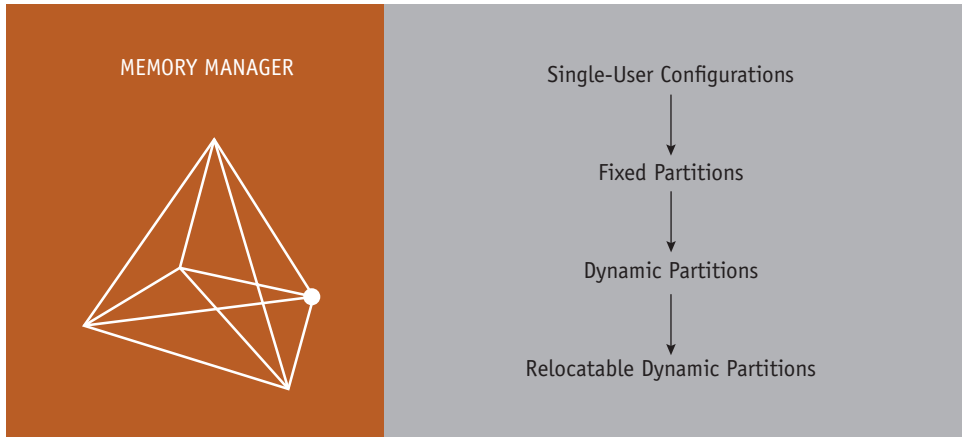 MEMORY MANAGER
Single-User Configurations
Fixed Partitions
Dynamic Partitions
Relocatable Dynamic Partitions